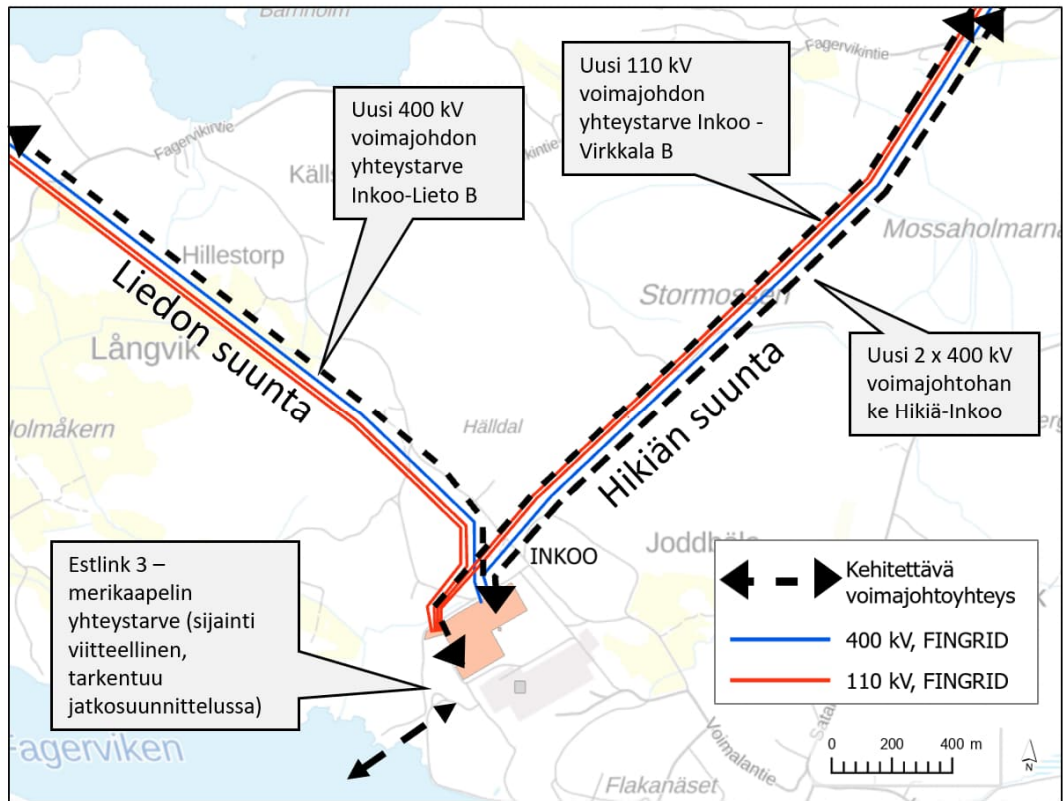 Barnholm
Fagervikintie
Uusi 110 kV
voimajohdon
yhteystarve Inkoo -
Virkkala B
Uusi 400 kV
voimajohdon
yhteystarve
Inkoo-Lieto B
Fagervikintie
Källs
kintie
Mossaholmarna
Hillestorp
Stormossen
Långvik
Liedon suunta
Hikiän suunta
Uusi 2 x 400 kV
voimajohtohan
ke Hikiä-Inkoo
Holmåkern
Hälldal
INKOO
Joddböle
Estlink 3 –
merikaapelin
yhteystarve (sijainti
viitteellinen,
tarkentuu
jatkosuunnittelussa)
Kehitettävä
voimajohtoyhteys
400 kV, FINGRID
110 kV, FINGRID
Fagerviken
Voimalantie
Sata
Flakanäset
0 200 400 m
N